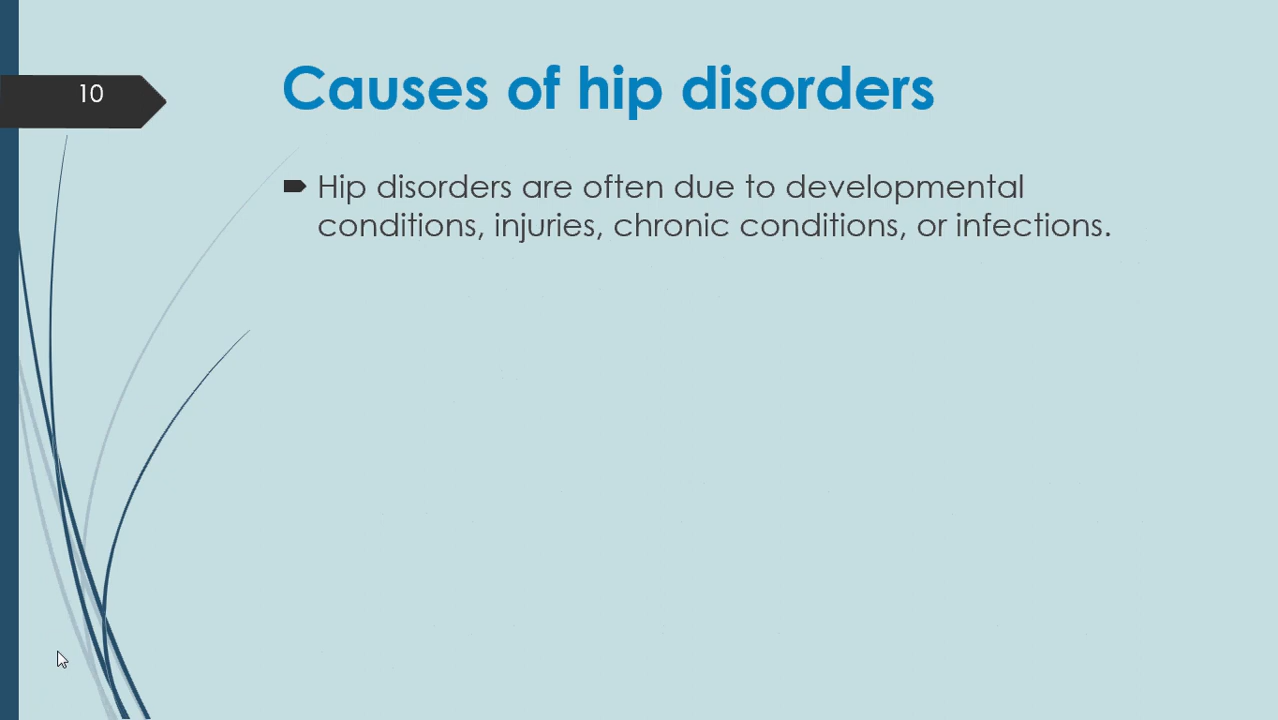 10
Causes of hip disorders
Hip disorders are often due to developmental
conditions, injuries, chronic conditions, or infections.